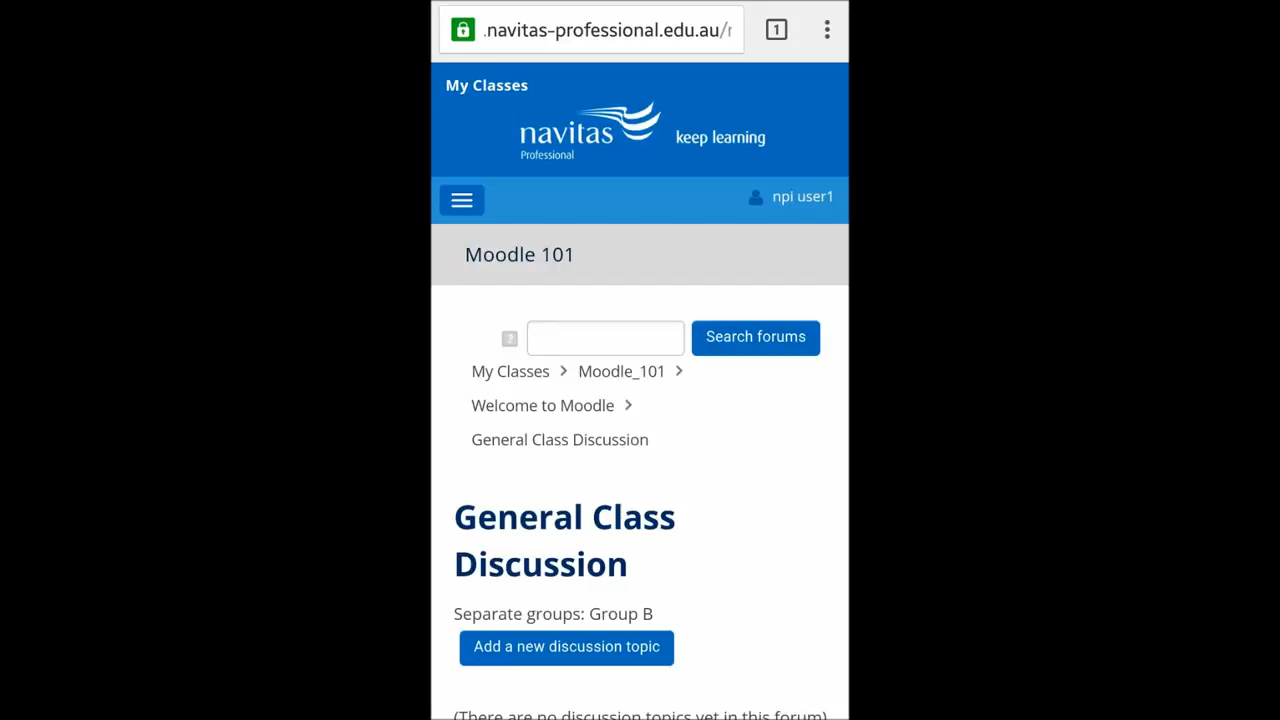 .navitas-professional.edu.au/
1
My Classes
navitas
Professional
keep learning
npi user1
Moodle 101
?
Search forums
My Classes > Moodle_101 >
Welcome to Moodle >
General Class Discussion
General Class
Discussion
Separate groups: Group B
Add a new discussion topic
(There are no discussion topics yet in this forum)